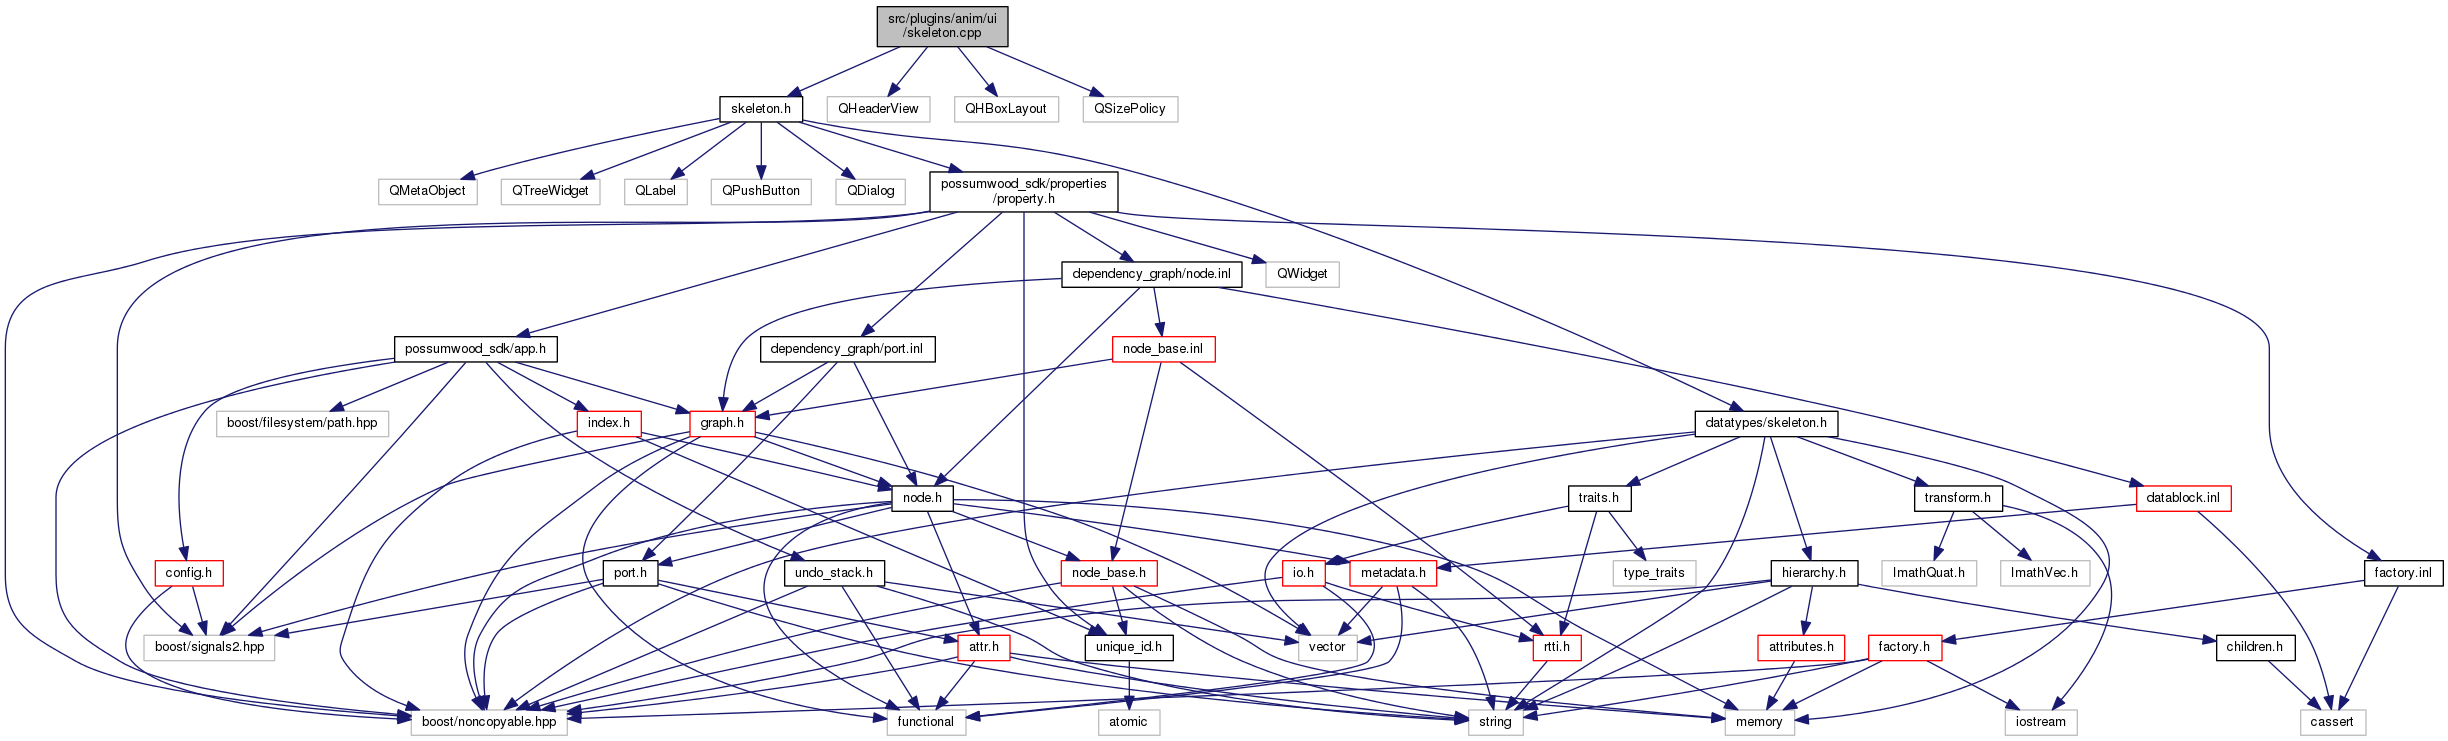 src/plugins/anim/ui
/skeleton.cpp
skeleton.h
QHeaderView
QHBoxLayout
QSizePolicy
QMetaObject
QTreeWidget
QLabel
QPushButton
QDialog
possumwood_sdk/properties
/property.h
dependency_graph/node.inl
QWidget
possumwood_sdk/app.h
dependency_graph/port.inl
node_base.inl
boost/filesystem/path.hpp
index.h
graph.h
datatypes/skeleton.h
node.h
traits.h
transform.h
datablock.inl
config.h
port.h
undo_stack.h
node_base.h
io.h
metadata.h
type_traits
hierarchy.h
ImathQuat.h
ImathVec.h
factory.inl
boost/signals2.hpp
attr.h
unique_id.h
vector
rtti.h
attributes.h
factory.h
children.h
boost/noncopyable.hpp
functional
atomic
string
memory
iostream
cassert